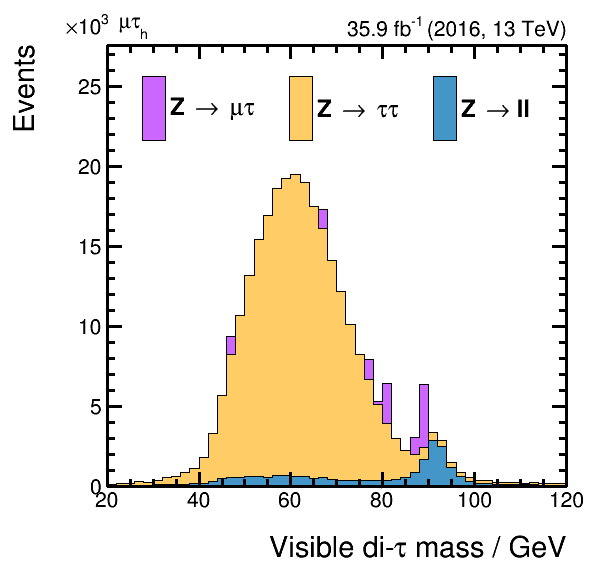 ×10³ μτh 35.9 fb⁻¹ (2016, 13 TeV)
Events
Z → μτ Z → ττ Z → ll
25
20
15
10
5
0
20 40 60 80 100 120
Visible di-τ mass / GeV